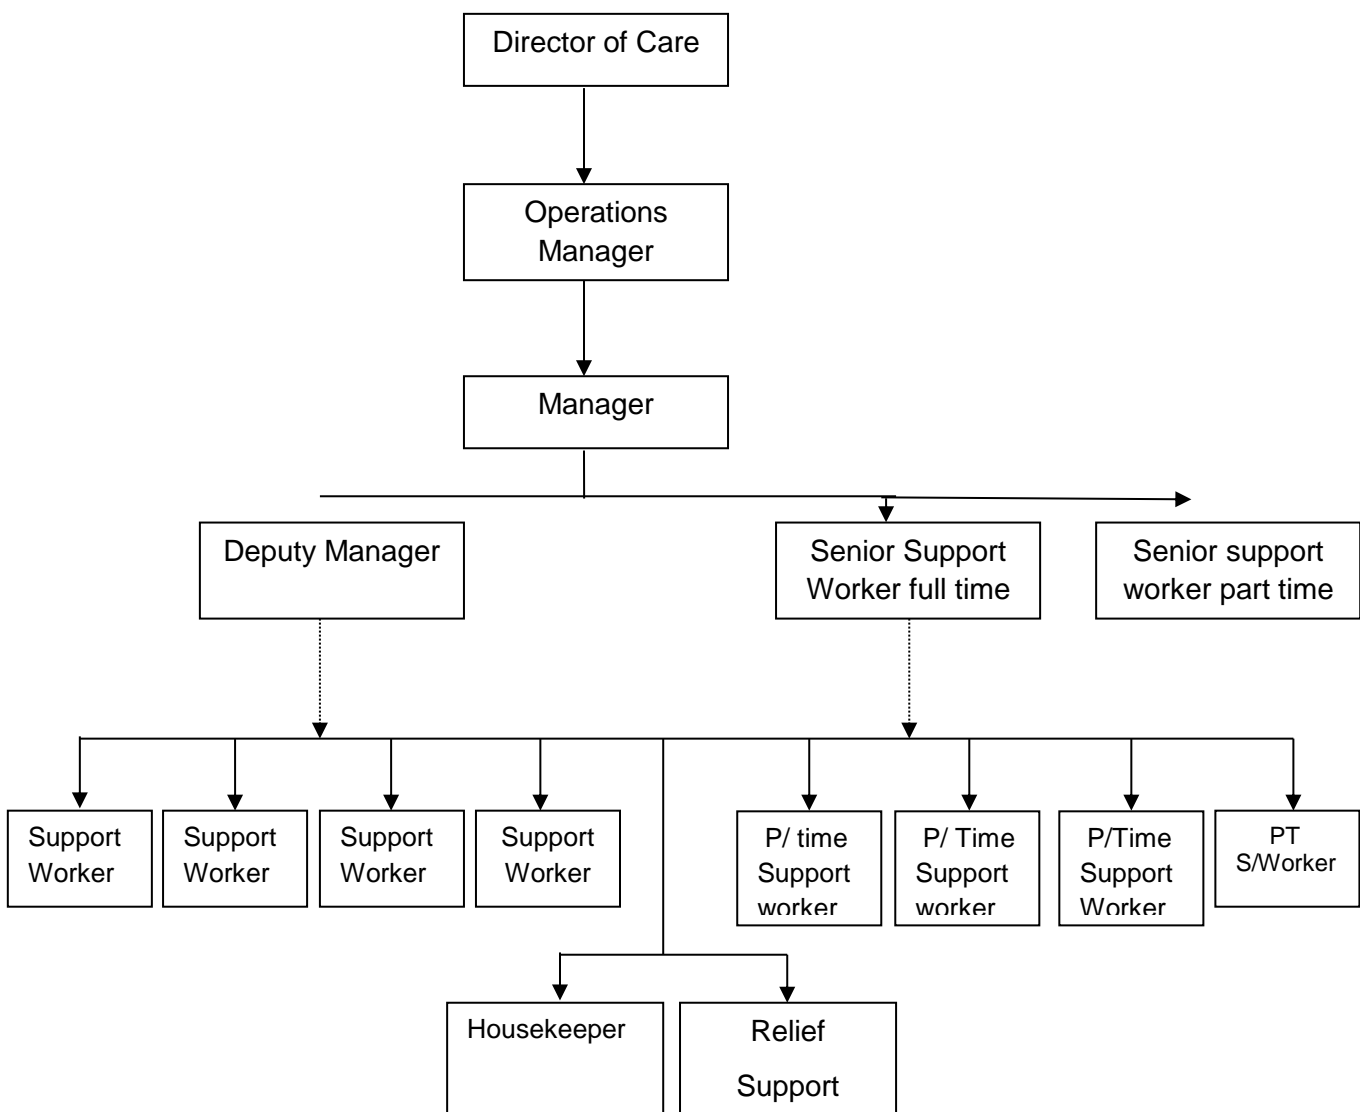 Director of Care
Operations
Manager
Manager
Deputy Manager
Senior Support
Worker full time
Senior support
worker part time
Support
Worker
Support
Worker
Support
Worker
Support
Worker
P/ time
Support
worker
P/ Time
Support
worker
P/Time
Support
Worker
PT
S/Worker
Housekeeper
Relief
Support